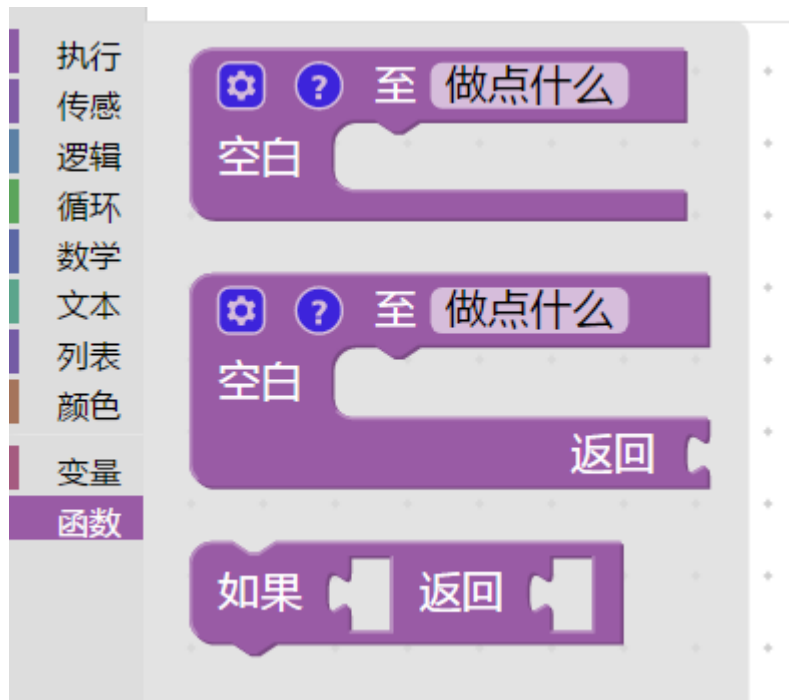 执行
传感
逻辑
循环
数学
文本
列表
颜色
变量
函数
? 至 做点什么
空白
? 至 做点什么
空白
返回
如果 返回